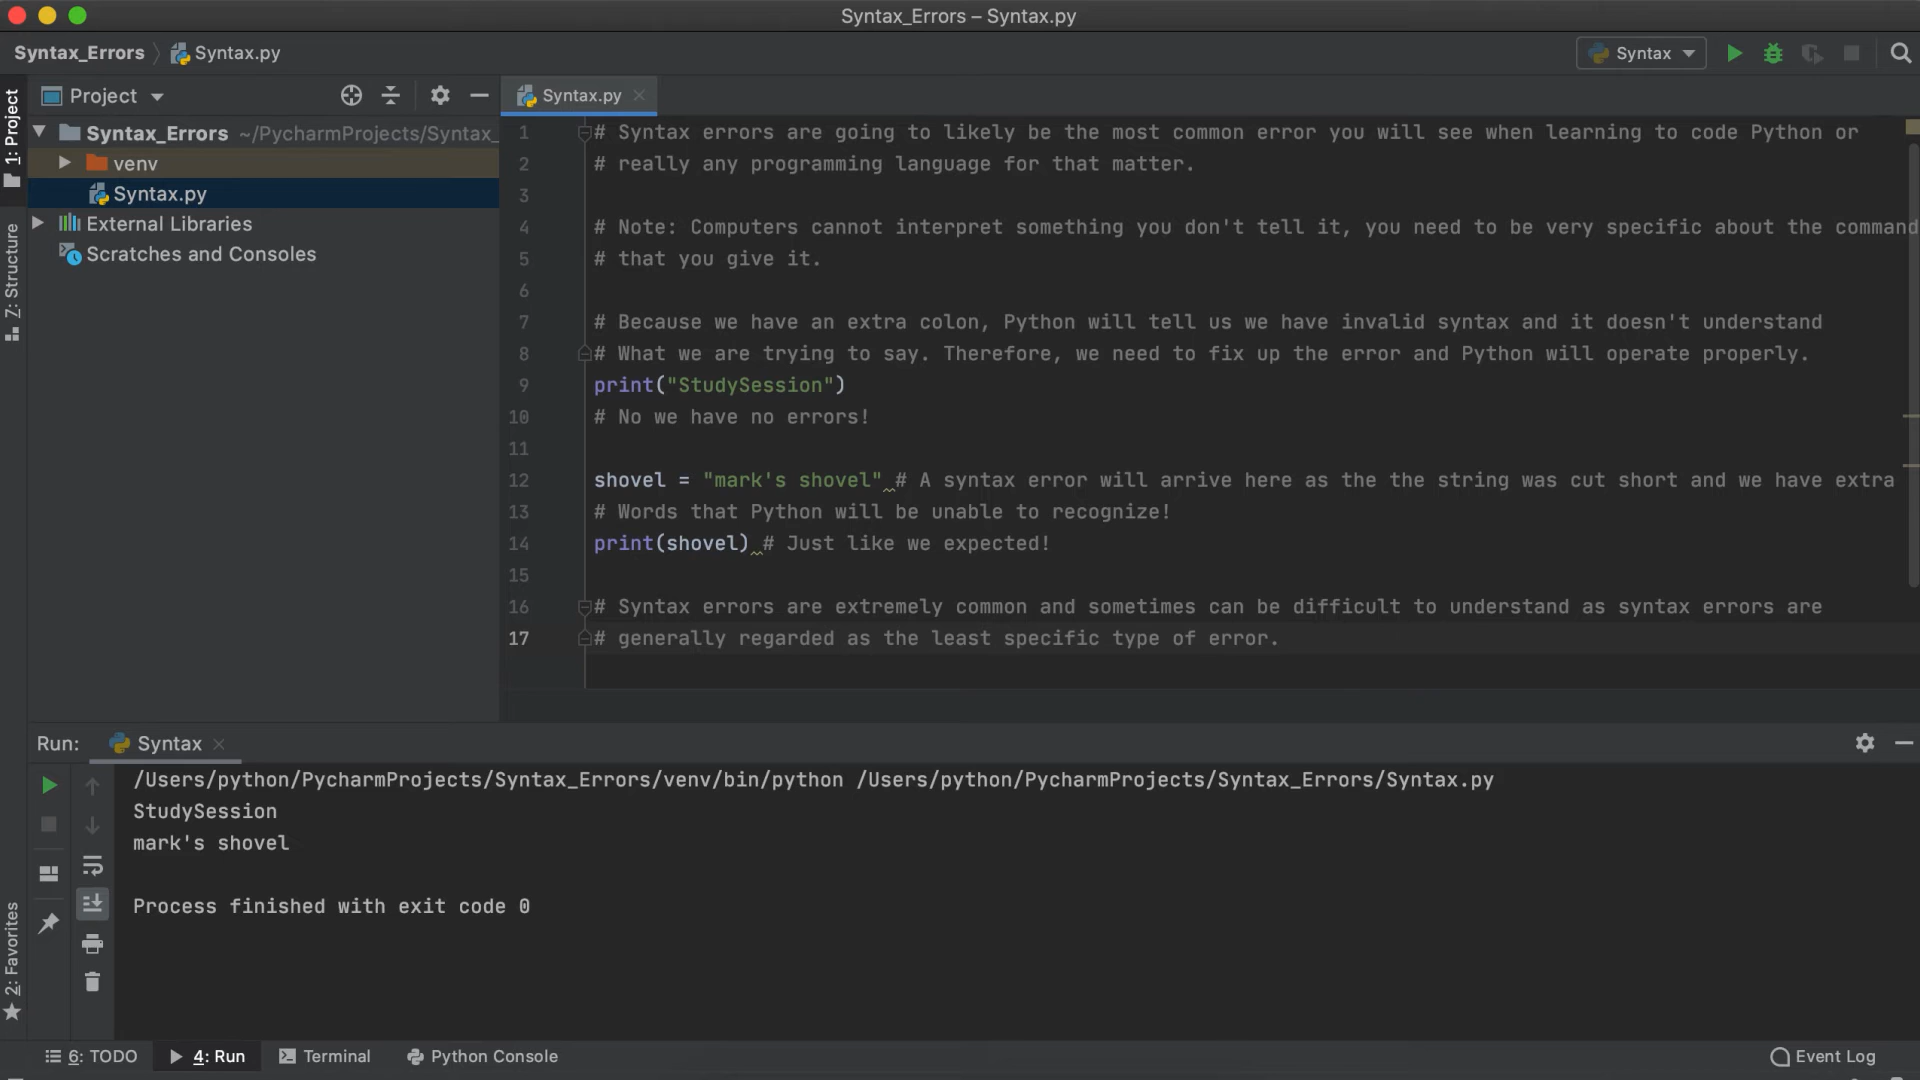 Syntax_Errors – Syntax.py
Syntax_Errors
Syntax.py
Syntax
1: Project
Project
Syntax.py
Syntax_Errors ~/PycharmProjects/Syntax_
venv
Syntax.py
External Libraries
Scratches and Consoles
Z: Structure
2: Favorites
1 # Syntax errors are going to likely be the most common error you will see when learning to code Python or
2 # really any programming language for that matter.
3
4 # Note: Computers cannot interpret something you don't tell it, you need to be very specific about the command
5 # that you give it.
6
7 # Because we have an extra colon, Python will tell us we have invalid syntax and it doesn't understand
8 # What we are trying to say. Therefore, we need to fix up the error and Python will operate properly.
9 print("StudySession")
10 # No we have no errors!
11
12 shovel = "mark's shovel" # A syntax error will arrive here as the the string was cut short and we have extra
13 # Words that Python will be unable to recognize!
14 print(shovel) # Just like we expected!
15
16 # Syntax errors are extremely common and sometimes can be difficult to understand as syntax errors are
17 # generally regarded as the least specific type of error.
Run: Syntax
/Users/python/PycharmProjects/Syntax_Errors/venv/bin/python /Users/python/PycharmProjects/Syntax_Errors/Syntax.py
StudySession
mark's shovel
Process finished with exit code 0
6: TODO
4: Run
Terminal
Python Console
Event Log